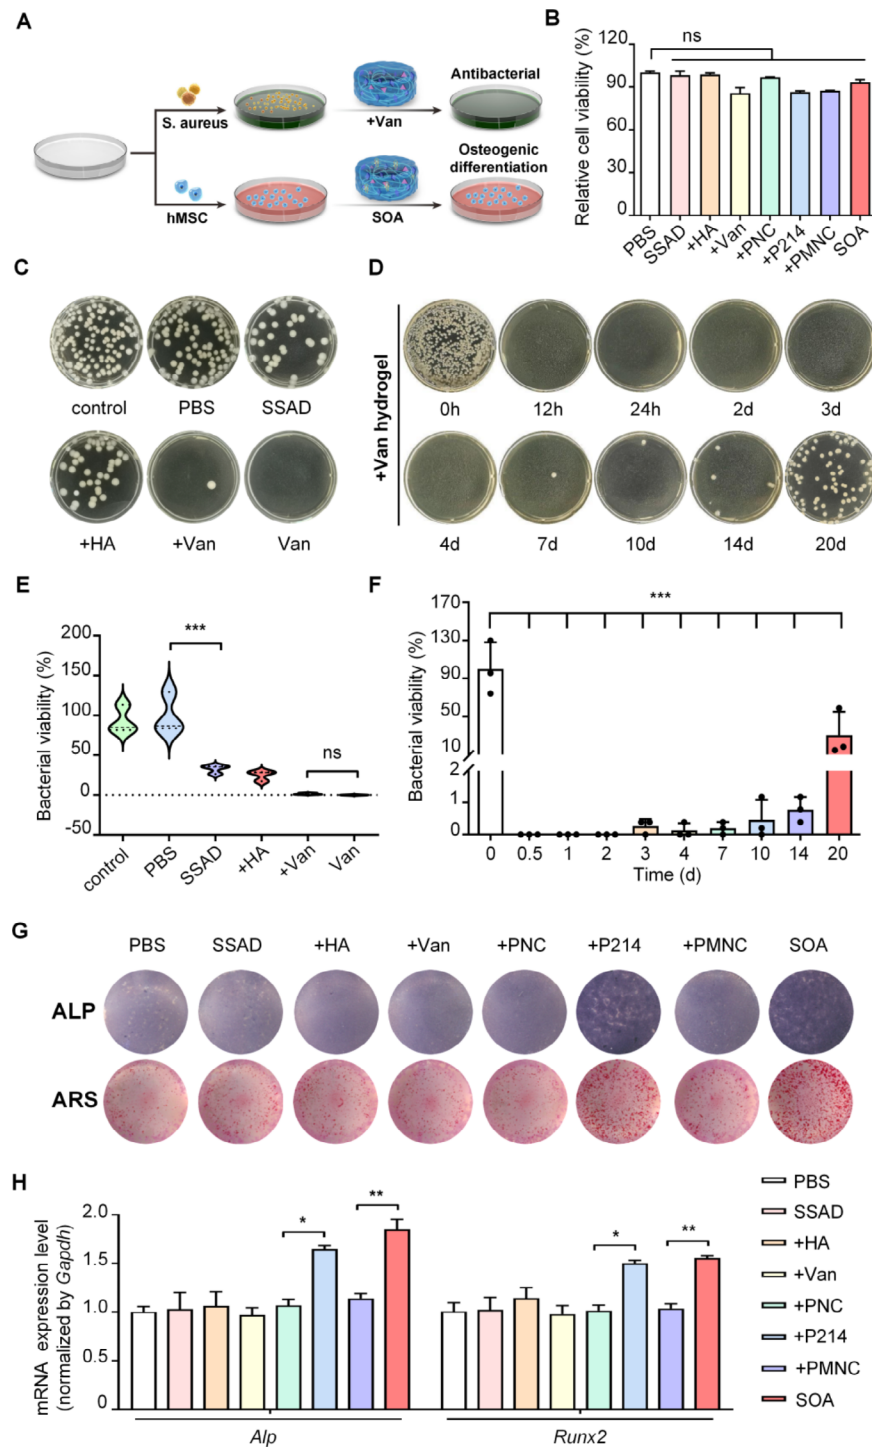 A
S. aureus
hMSC
+Van
SOA
Antibacterial
Osteogenic
differentiation
B
Relative cell viability (%)
120
90
60
30
0
ns
PBS
SSAD
+HA
+Van
+PNC
+P214
+PMNC
SOA
C
control
PBS
SSAD
+HA
+Van
Van
D
+Van hydrogel
0h
12h
24h
2d
3d
4d
7d
10d
14d
20d
E
Bacterial viability (%)
200
150
100
50
0
-50
***
ns
control
PBS
SSAD
+HA
+Van
Van
F
Bacterial viability (%)
170
130
90
50
10
2
1
0
***
0
0.5
1
2
3
4
7
10
14
20
Time (d)
G
PBS
SSAD
+HA
+Van
+PNC
+P214
+PMNC
SOA
ALP
ARS
H
mRNA expression level
(normalized by Gapdh)
2.0
1.5
1.0
0.5
0
*
**
*
**
Alp
Runx2
PBS
SSAD
+HA
+Van
+PNC
+P214
+PMNC
SOA